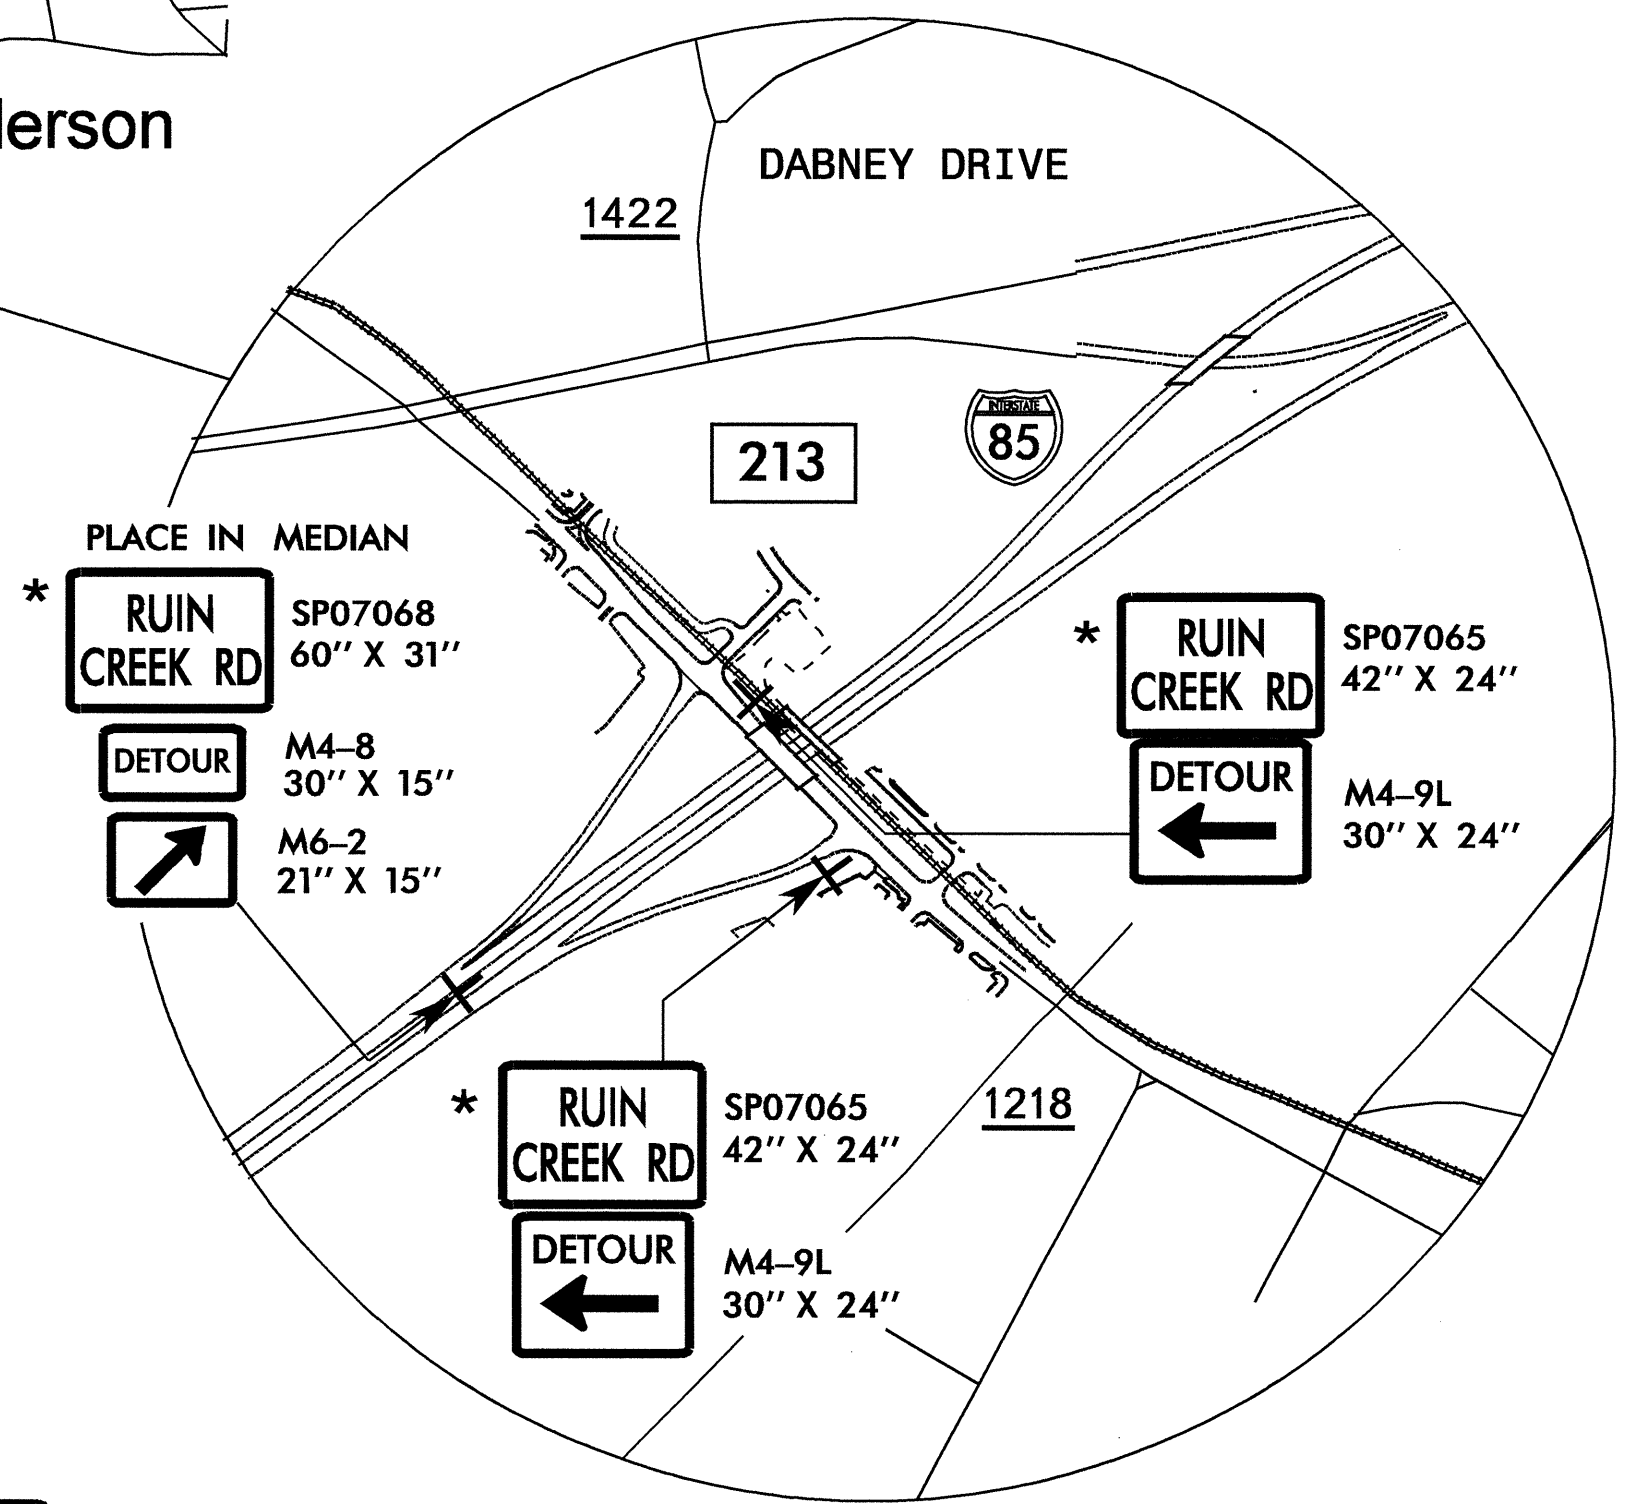 lerson
DABNEY DRIVE
1422
INTERSTATE
85
213
PLACE IN MEDIAN
* RUIN
CREEK RD
SP07068
60" X 31"
DETOUR
M4-8
30" X 15"
M6-2
21" X 15"
* RUIN
CREEK RD
SP07065
42" X 24"
DETOUR
M4-9L
30" X 24"
* RUIN
CREEK RD
SP07065
42" X 24"
1218
DETOUR
M4-9L
30" X 24"